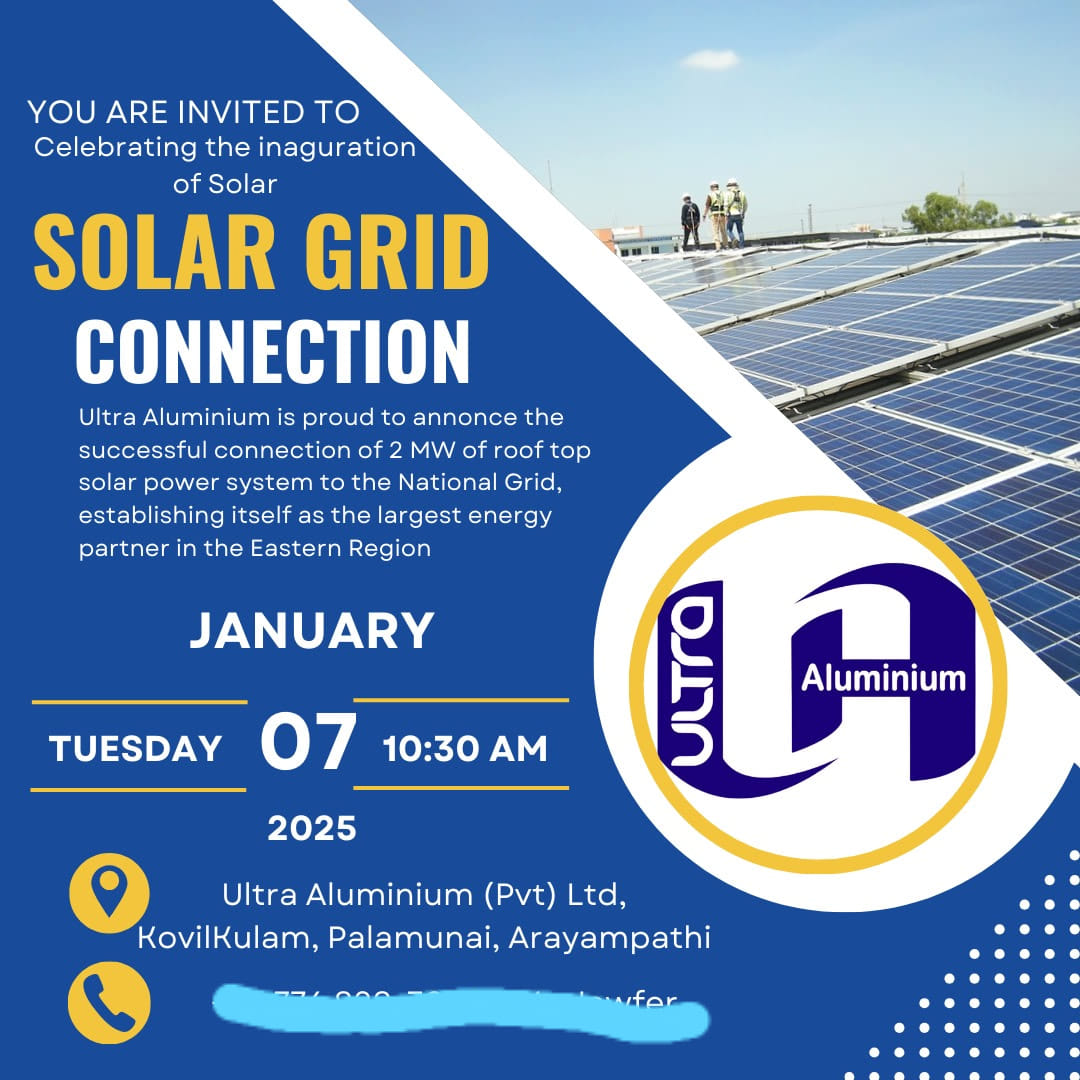 YOU ARE INVITED TO
Celebrating the inaguration
of Solar
SOLAR GRID
CONNECTION
Ultra Aluminium is proud to annonce the
successful connection of 2 MW of roof top
solar power system to the National Grid,
establishing itself as the largest energy
partner in the Eastern Region
JANUARY
TUESDAY 07 10:30 AM
2025
Ultra Aluminium
Ultra Aluminium (Pvt) Ltd,
KovilKulam, Palamunai, Arayampathi